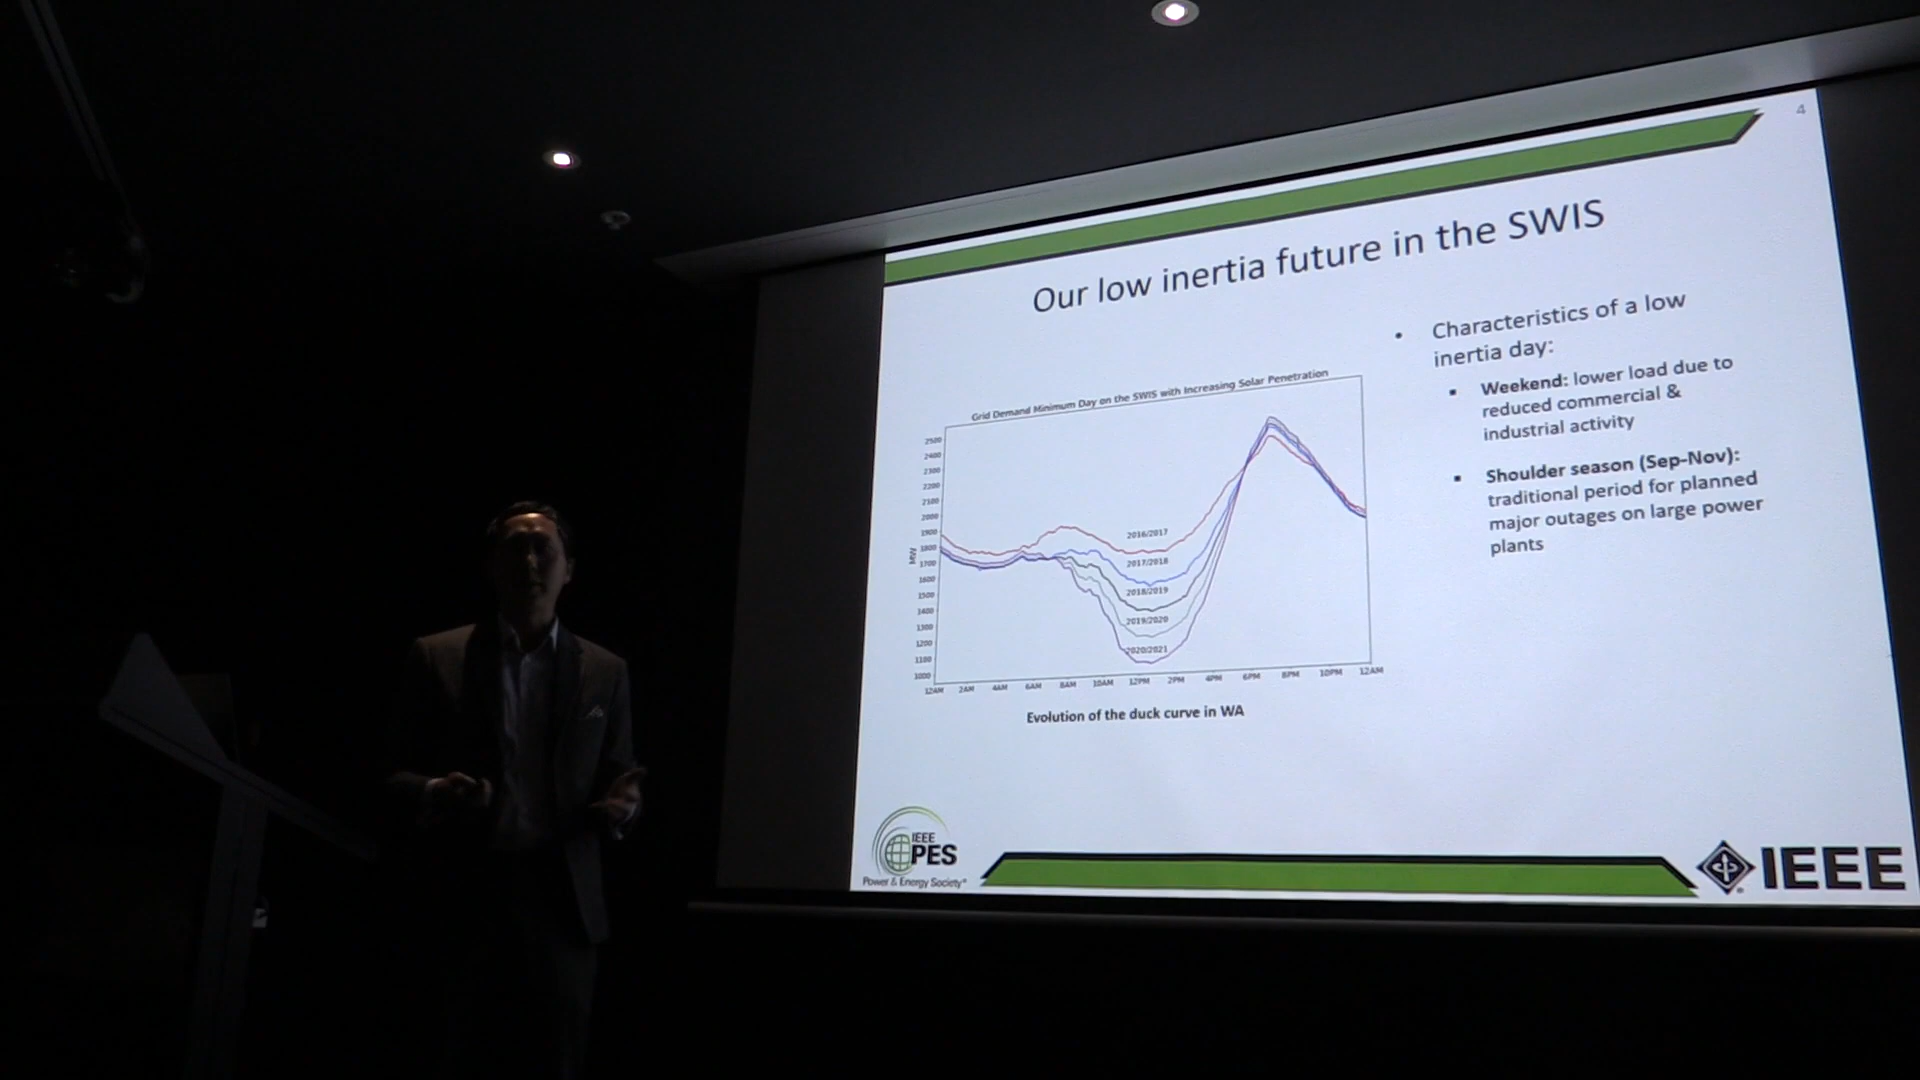 4
Our low inertia future in the SWIS
Grid Demand Minimum Day on the SWIS with Increasing Solar Penetration
2500
2400
2300
2200
2100
2000
1900
1800
1700
1600
1500
1400
1300
1200
1100
1000
MW
2016/2017
2017/2018
2018/2019
2019/2020
2020/2021
12AM 2AM 4AM 6AM 8AM 10AM 12PM 2PM 4PM 6PM 8PM 10PM 12AM
Evolution of the duck curve in WA
• Characteristics of a low
inertia day:
▪ Weekend: lower load due to
reduced commercial &
industrial activity
▪ Shoulder season (Sep-Nov):
traditional period for planned
major outages on large power
plants
IEEE
PES
Power & Energy Society®
IEEE